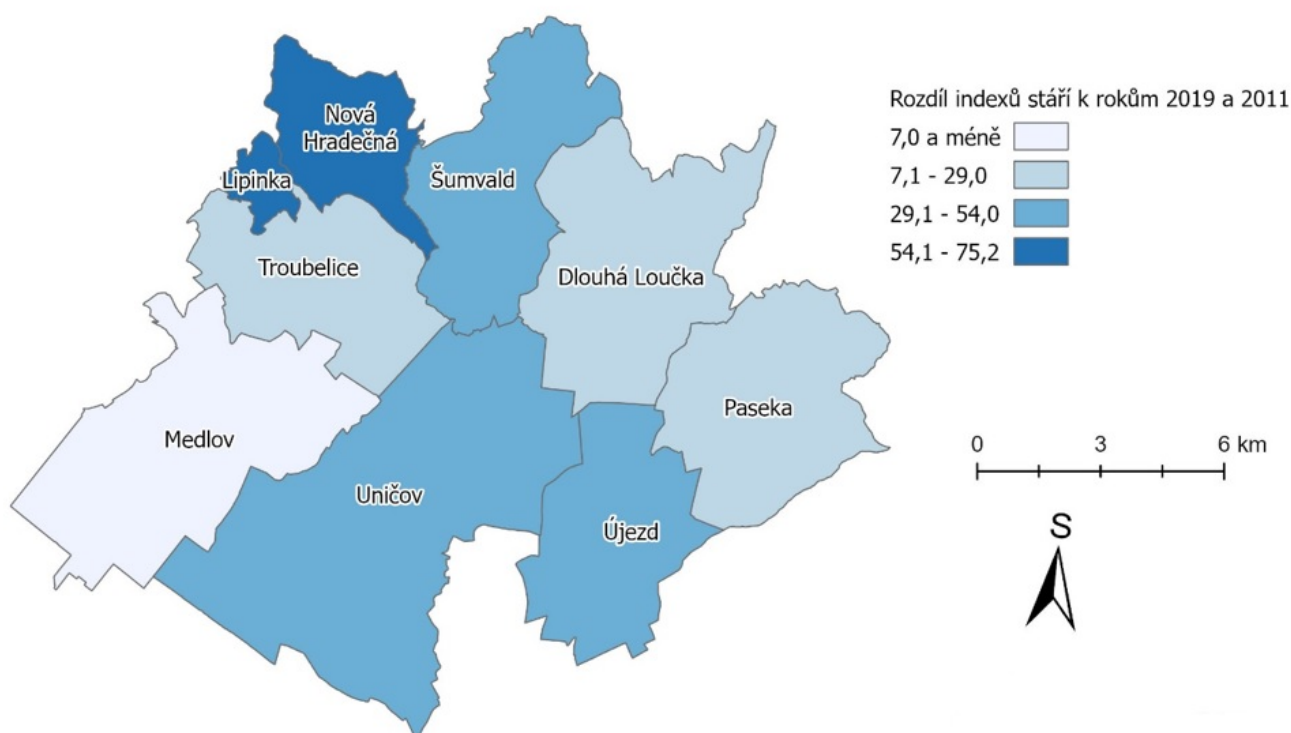 Nová
Hradečná
Lipinka
Šumvald
Troubelice
Dlouhá Loučka
Medlov
Paseka
Uničov
Újezd
Rozdíl indexů stáří k rokům 2019 a 2011
7,0 a méně
7,1 - 29,0
29,1 - 54,0
54,1 - 75,2
0 3 6 km
S